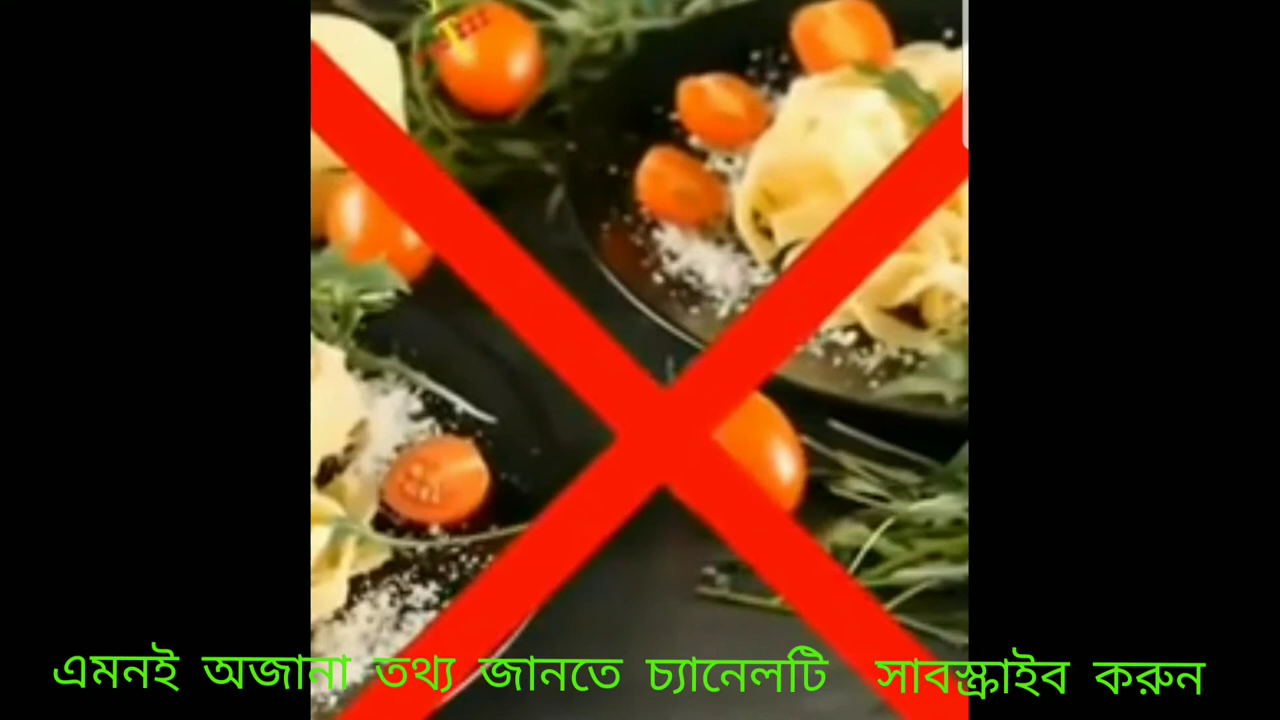 এমনই অজানা তথ্য জানতে চ্যানেলটি সাবস্ক্রাইব করুন